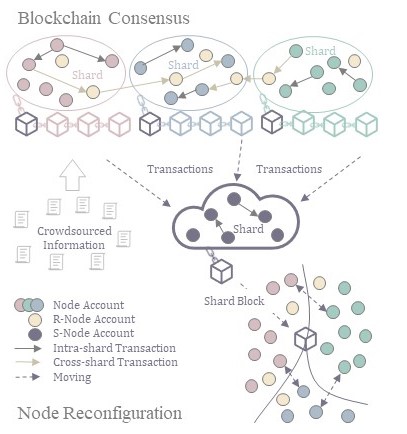 Blockchain Consensus
Shard
Shard
Shard
Transactions
Transactions
Shard
Crowdsourced
Information
Shard Block
Node Account
R-Node Account
S-Node Account
Intra-shard Transaction
Cross-shard Transaction
Moving
Node Reconfiguration